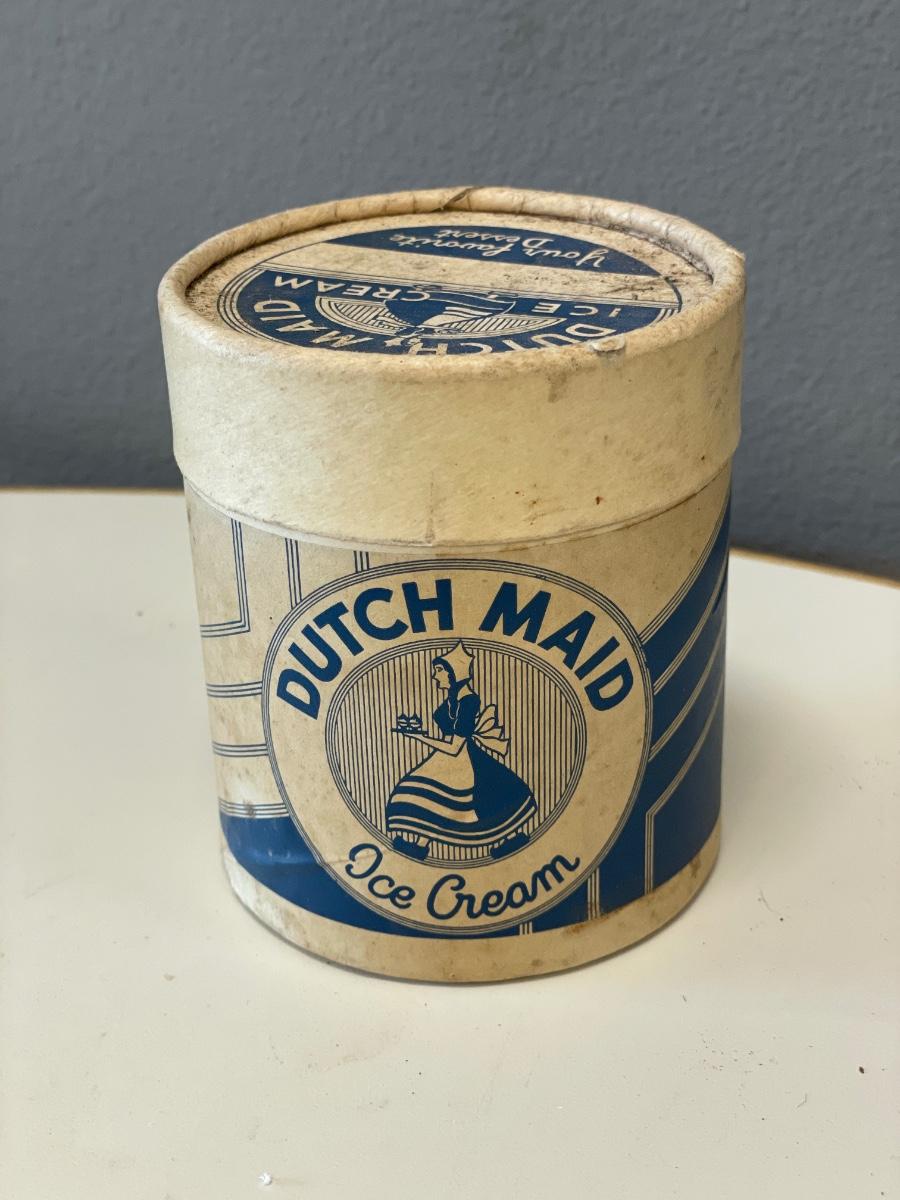 Your favorite
Dessert
ICE CREAM
DUTCH MAID
DUTCH MAID
Ice Cream